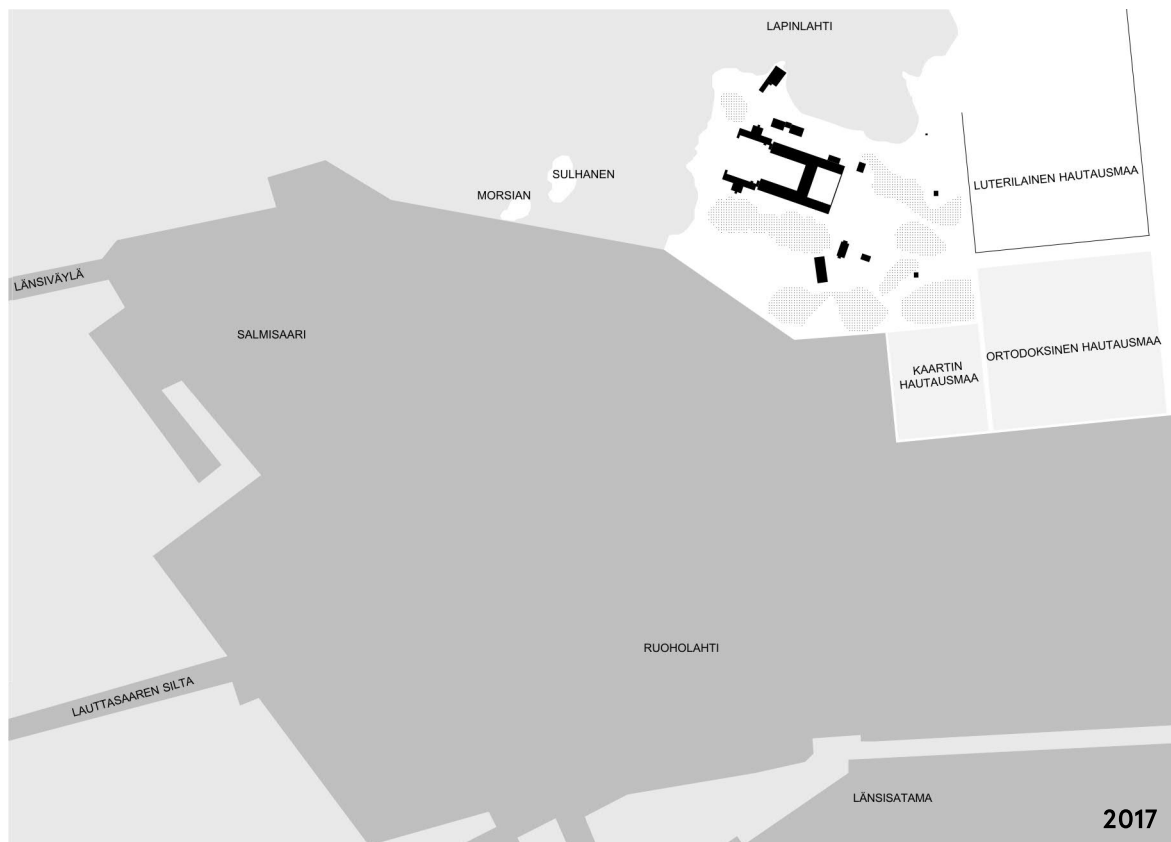 LAPINLAHTI
SULHANEN
MORSIAN
LUTERILAINEN HAUTAUSMAA
LÄNSIVÄYLÄ
SALMISAARI
KAARTIN
HAUTAUSMAA
ORTODOKSINEN HAUTAUSMAA
RUOHOLAHTI
LAUTTASAAREN SILTA
LÄNSISATAMA
2017